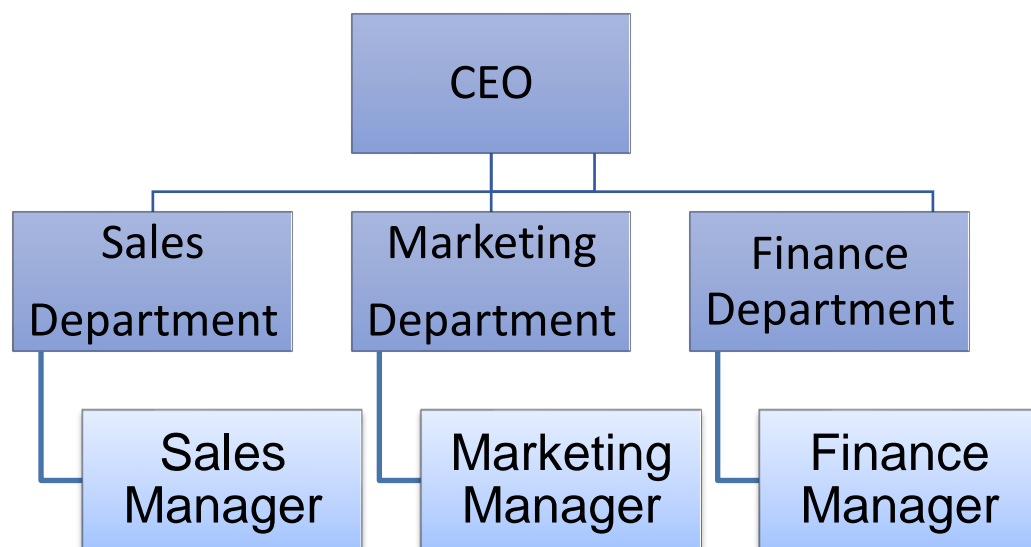 CEO
Sales
Department
Marketing
Department
Finance
Department
Sales
Manager
Marketing
Manager
Finance
Manager